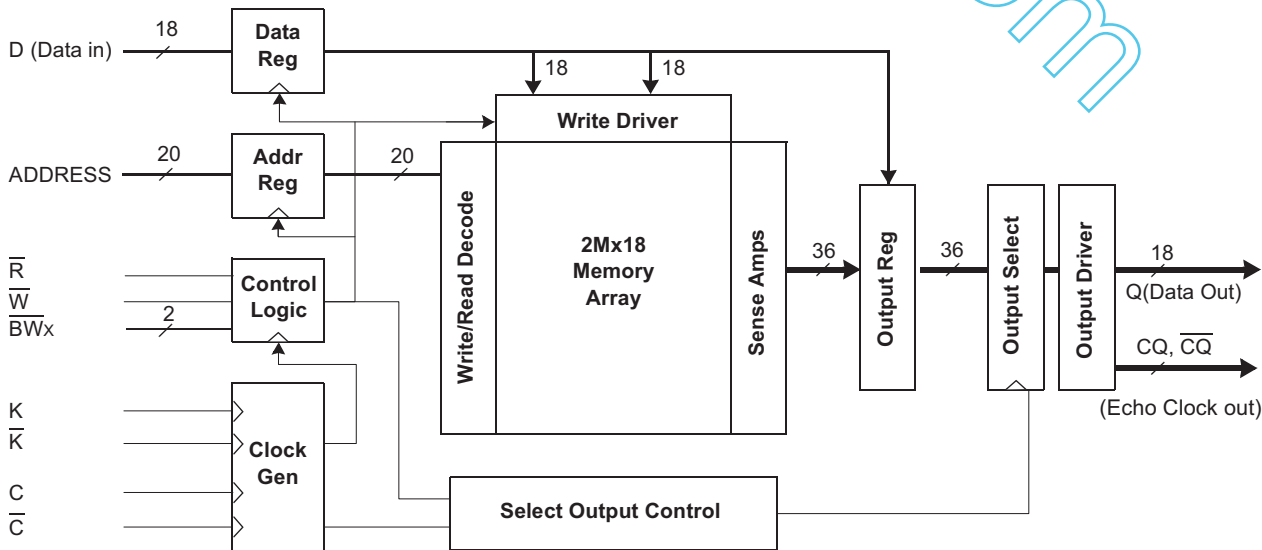 D (Data in)
18
Data
Reg
18
18
Write Driver
ADDRESS
20
Addr
Reg
20
Write/Read Decode
2Mx18
Memory
Array
Sense Amps
36
Output Reg
36
Output Select
Output Driver
18
Q(Data Out)
CQ, C̅Q̅
(Echo Clock out)
R̅
W̅
B̅W̅x
2
Control
Logic
K
K̅
C
C̅
Clock
Gen
Select Output Control
om